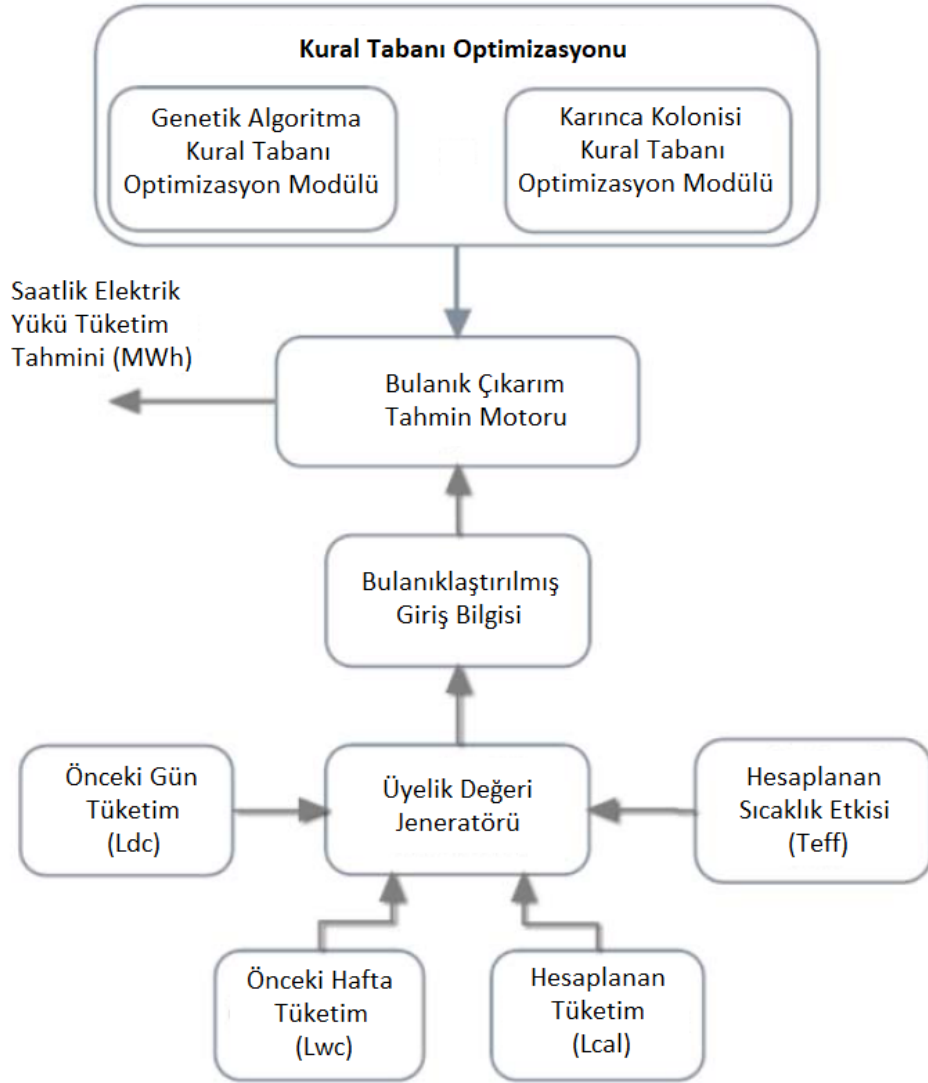 Kural Tabanı Optimizasyonu
Genetik Algoritma
Kural Tabanı
Optimizasyon Modülü
Karınca Kolonisi
Kural Tabanı
Optimizasyon Modülü
Saatlik Elektrik
Yükü Tüketim
Tahmini (MWh)
Bulanık Çıkarım
Tahmin Motoru
Bulanıklaştırılmış
Giriş Bilgisi
Önceki Gün
Tüketim
(Ldc)
Üyelik Değeri
Jeneratörü
Hesaplanan
Sıcaklık Etkisi
(Teff)
Önceki Hafta
Tüketim
(Lwc)
Hesaplanan
Tüketim
(Lcal)